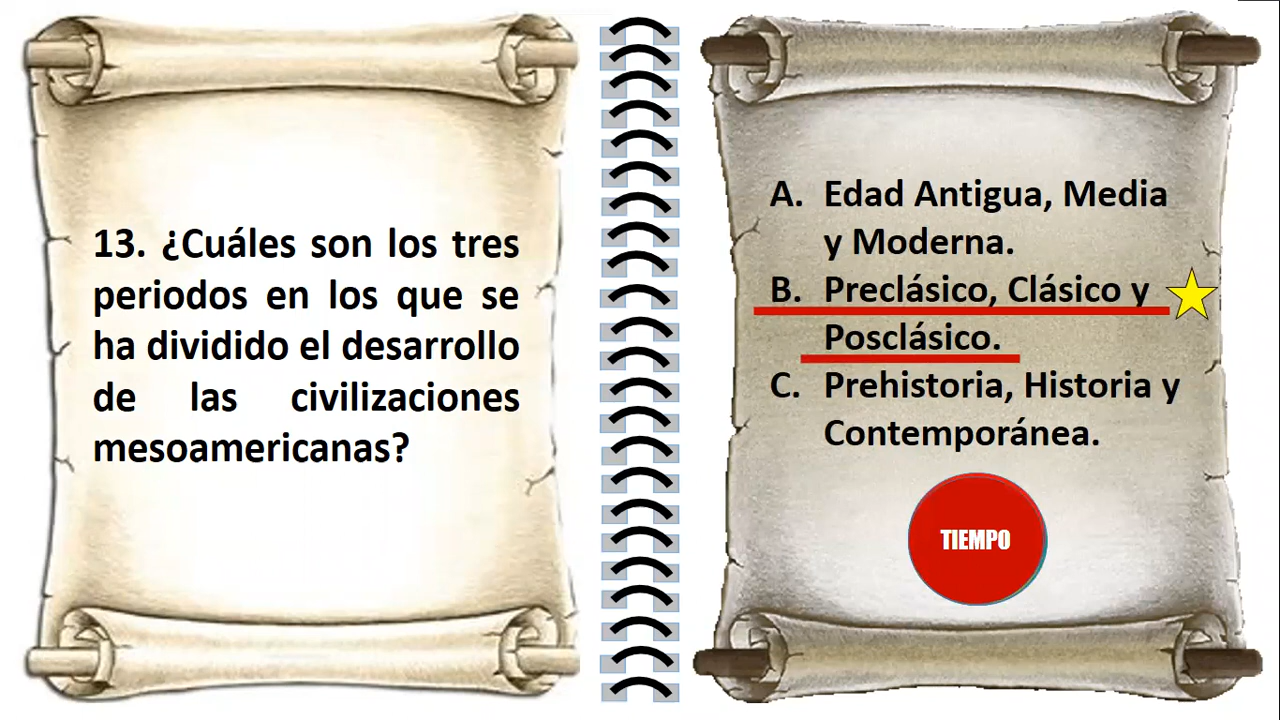 13. ¿Cuáles son los tres
periodos en los que se
ha dividido el desarrollo
de las civilizaciones
mesoamericanas?
A. Edad Antigua, Media
y Moderna.
B. Preclásico, Clásico y
Posclásico.
C. Prehistoria, Historia y
Contemporánea.
TIEMPO